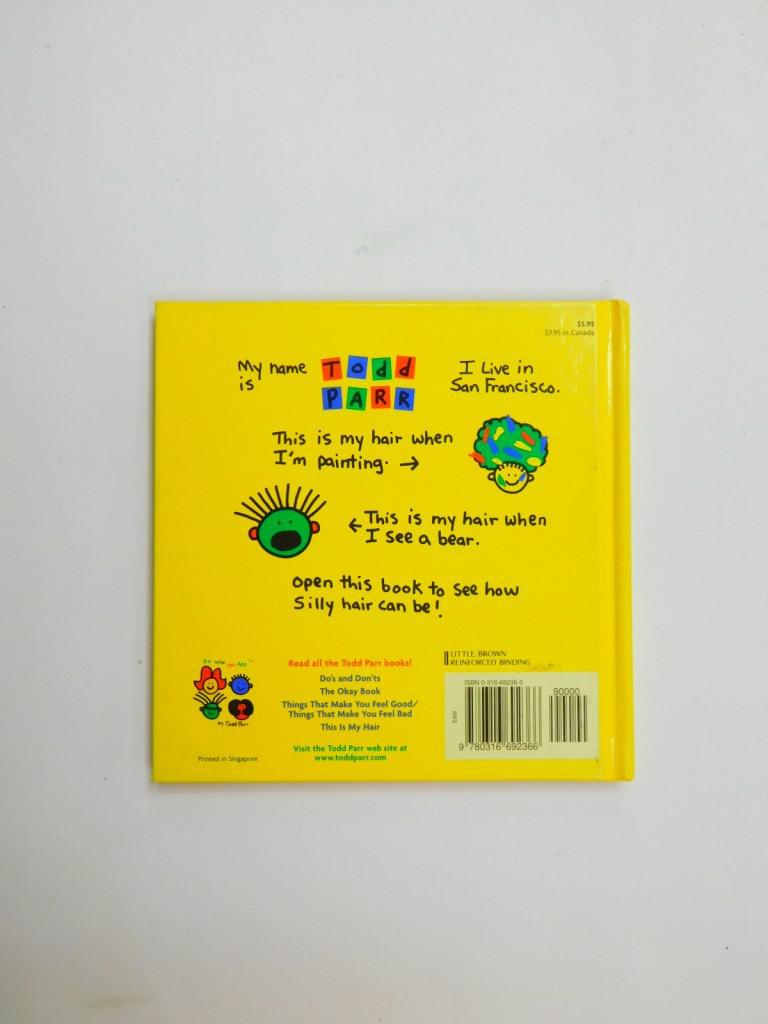 $5.95
$7.95 in Canada
My name is
Todd
PARR
I Live in
San Francisco.
This is my hair when
I'm painting. →
← This is my hair when
I see a bear.
Open this book to see how
Silly hair can be!
by Todd Parr
Read all the Todd Parr books!
Do's and Don'ts
The Okay Book
Things That Make You Feel Good/
Things That Make You Feel Bad
This Is My Hair
Visit the Todd Parr web site at
www.toddparr.com
Printed in Singapore
LITTLE BROWN
REINFORCED BINDING
ISBN 0-316-69236-0
90000
EAN
9 780316 692366